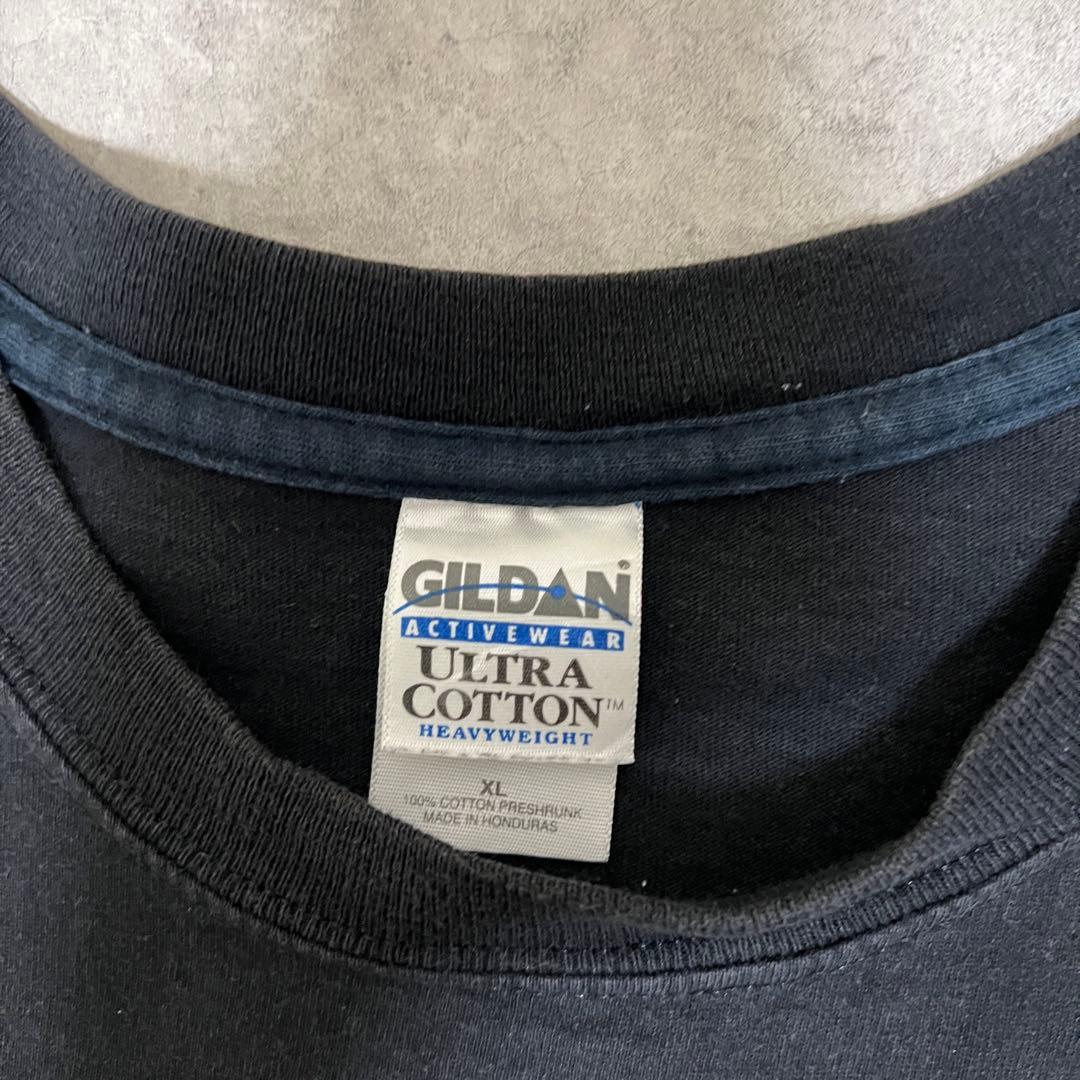 GILDAN®
ACTIVEWEAR
ULTRA
COTTON™
HEAVYWEIGHT
XL
100% COTTON PRESHRUNK
MADE IN HONDURAS